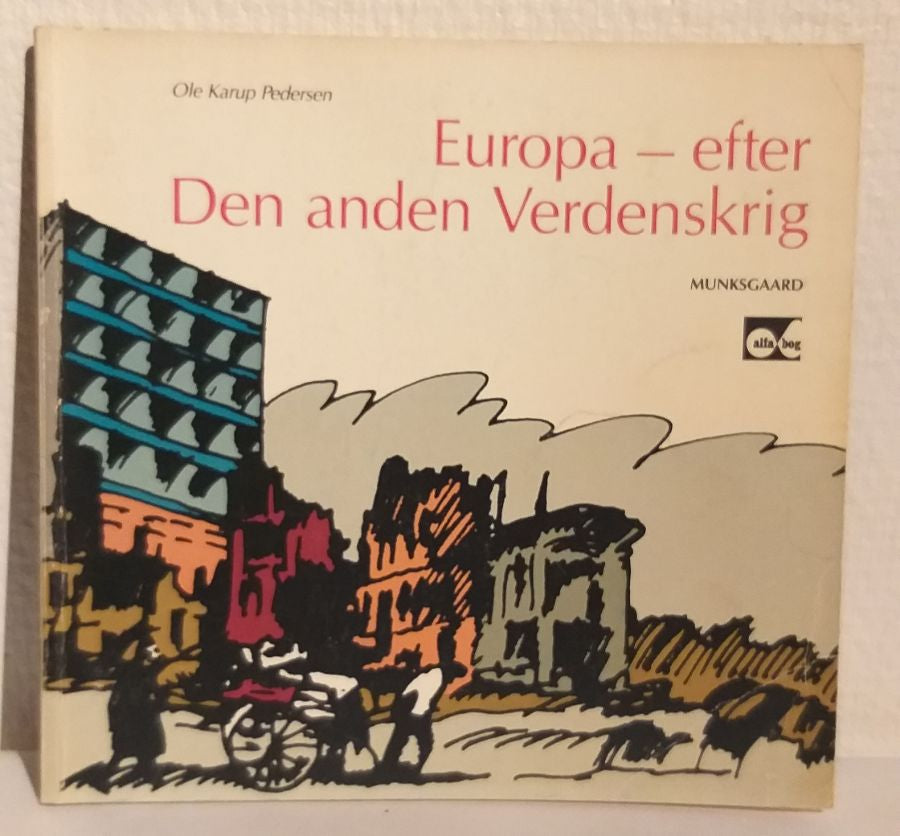 Ole Karup Pedersen
Europa – efter
Den anden Verdenskrig
MUNKSGAARD
alfa bog